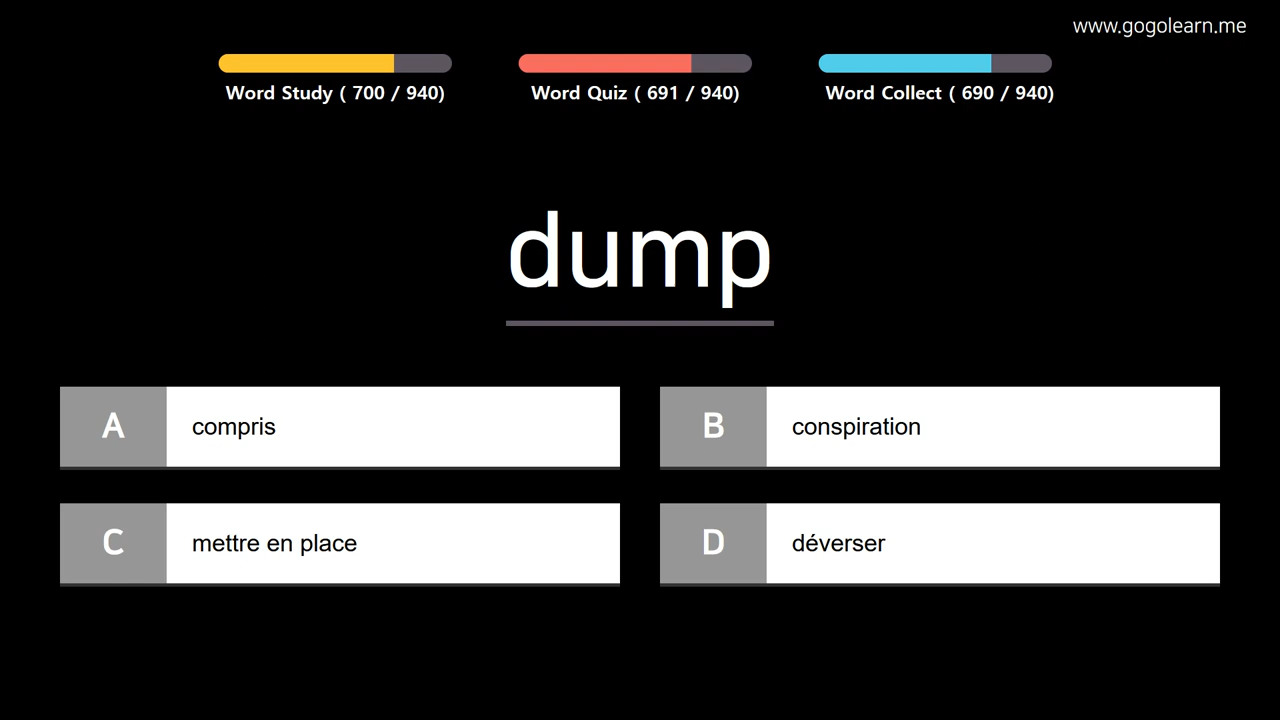 www.gogolearn.me
Word Study ( 700 / 940)
Word Quiz ( 691 / 940)
Word Collect ( 690 / 940)
dump
A
compris
B
conspiration
C
mettre en place
D
déverser